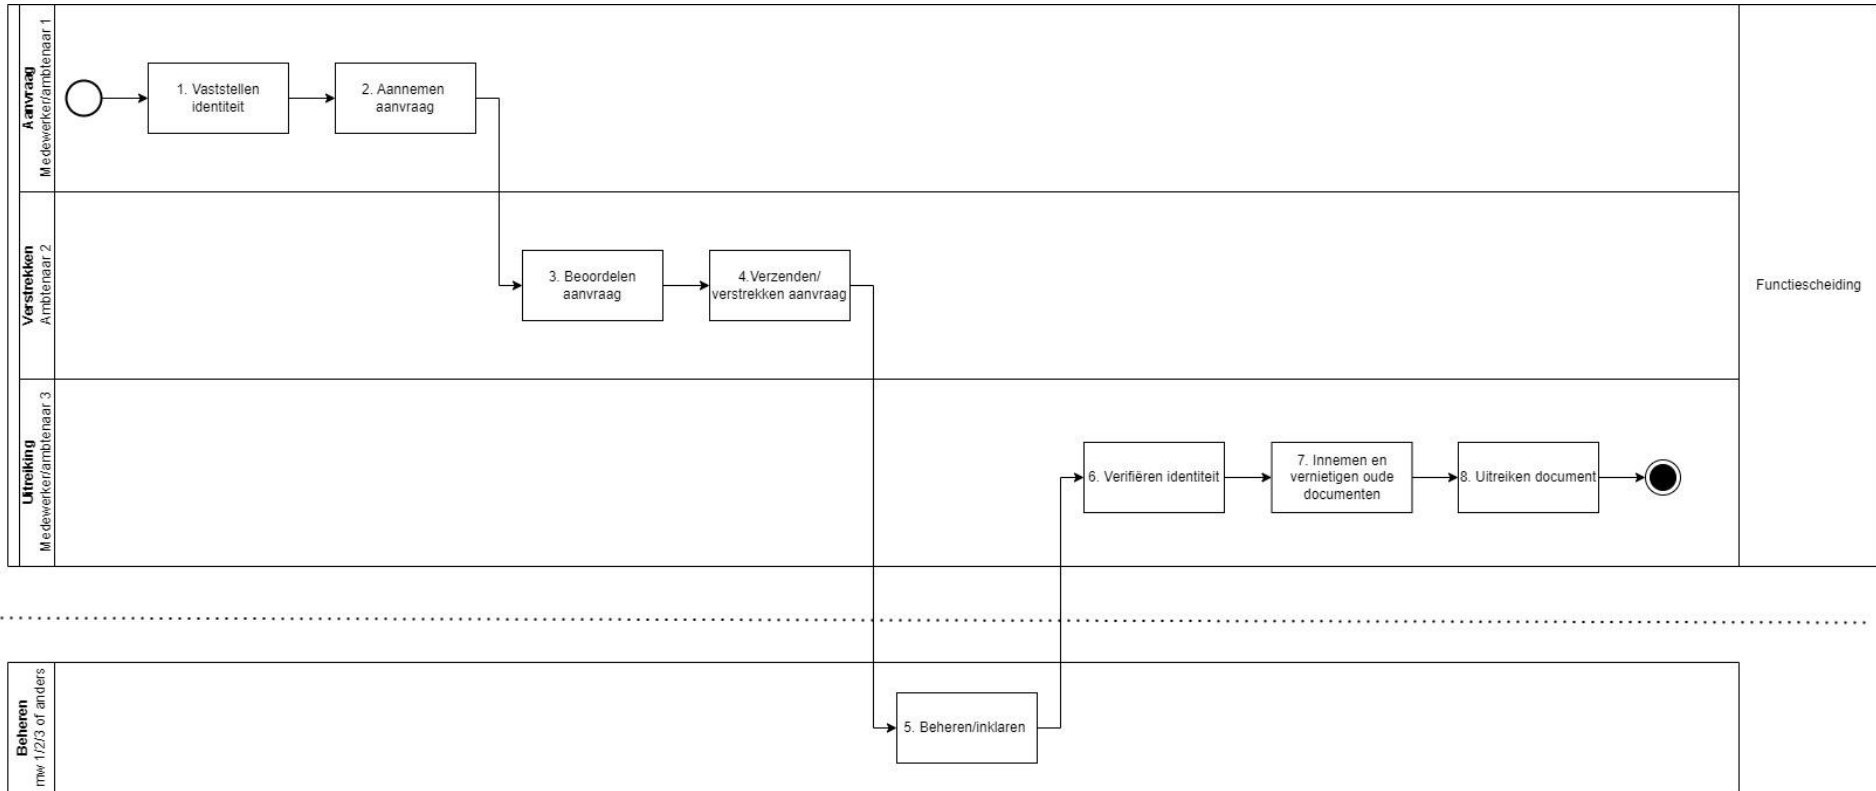 Aanvraag
Medewerker/ambtenaar 1
1. Vaststellen
identiteit
2. Aannemen
aanvraag
Verstrekken
Ambtenaar 2
3. Beoordelen
aanvraag
4.Verzenden/
verstrekken aanvraag
Functiescheiding
Uitreiking
Medewerker/ambtenaar 3
6. Verifiëren identiteit
7. Innemen en
vernietigen oude
documenten
8. Uitreiken document
Beheren
mw 1/2/3 of anders
5. Beheren/inklaren